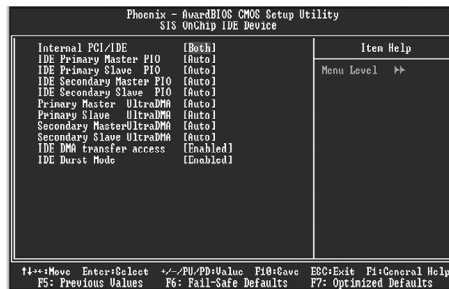 Phoenix - AwardBIOS CMOS Setup Utility
SIS OnChip IDE Device
Internal PCI/IDE [Both]
IDE Primary Master PIO [Auto]
IDE Primary Slave PIO [Auto]
IDE Secondary Master PIO [Auto]
IDE Secondary Slave PIO [Auto]
Primary Master UltraDMA [Auto]
Primary Slave UltraDMA [Auto]
Secondary MasterUltraDMA [Auto]
Secondary Slave UltraDMA [Auto]
IDE DMA transfer access [Enabled]
IDE Burst Mode [Enabled]
Item Help
Menu Level ▶▶
↑↓→←:Move Enter:Select +/-/PU/PD:Value F10:Save ESC:Exit F1:General Help
F5: Previous Values F6: Fail-Safe Defaults F7: Optimized Defaults